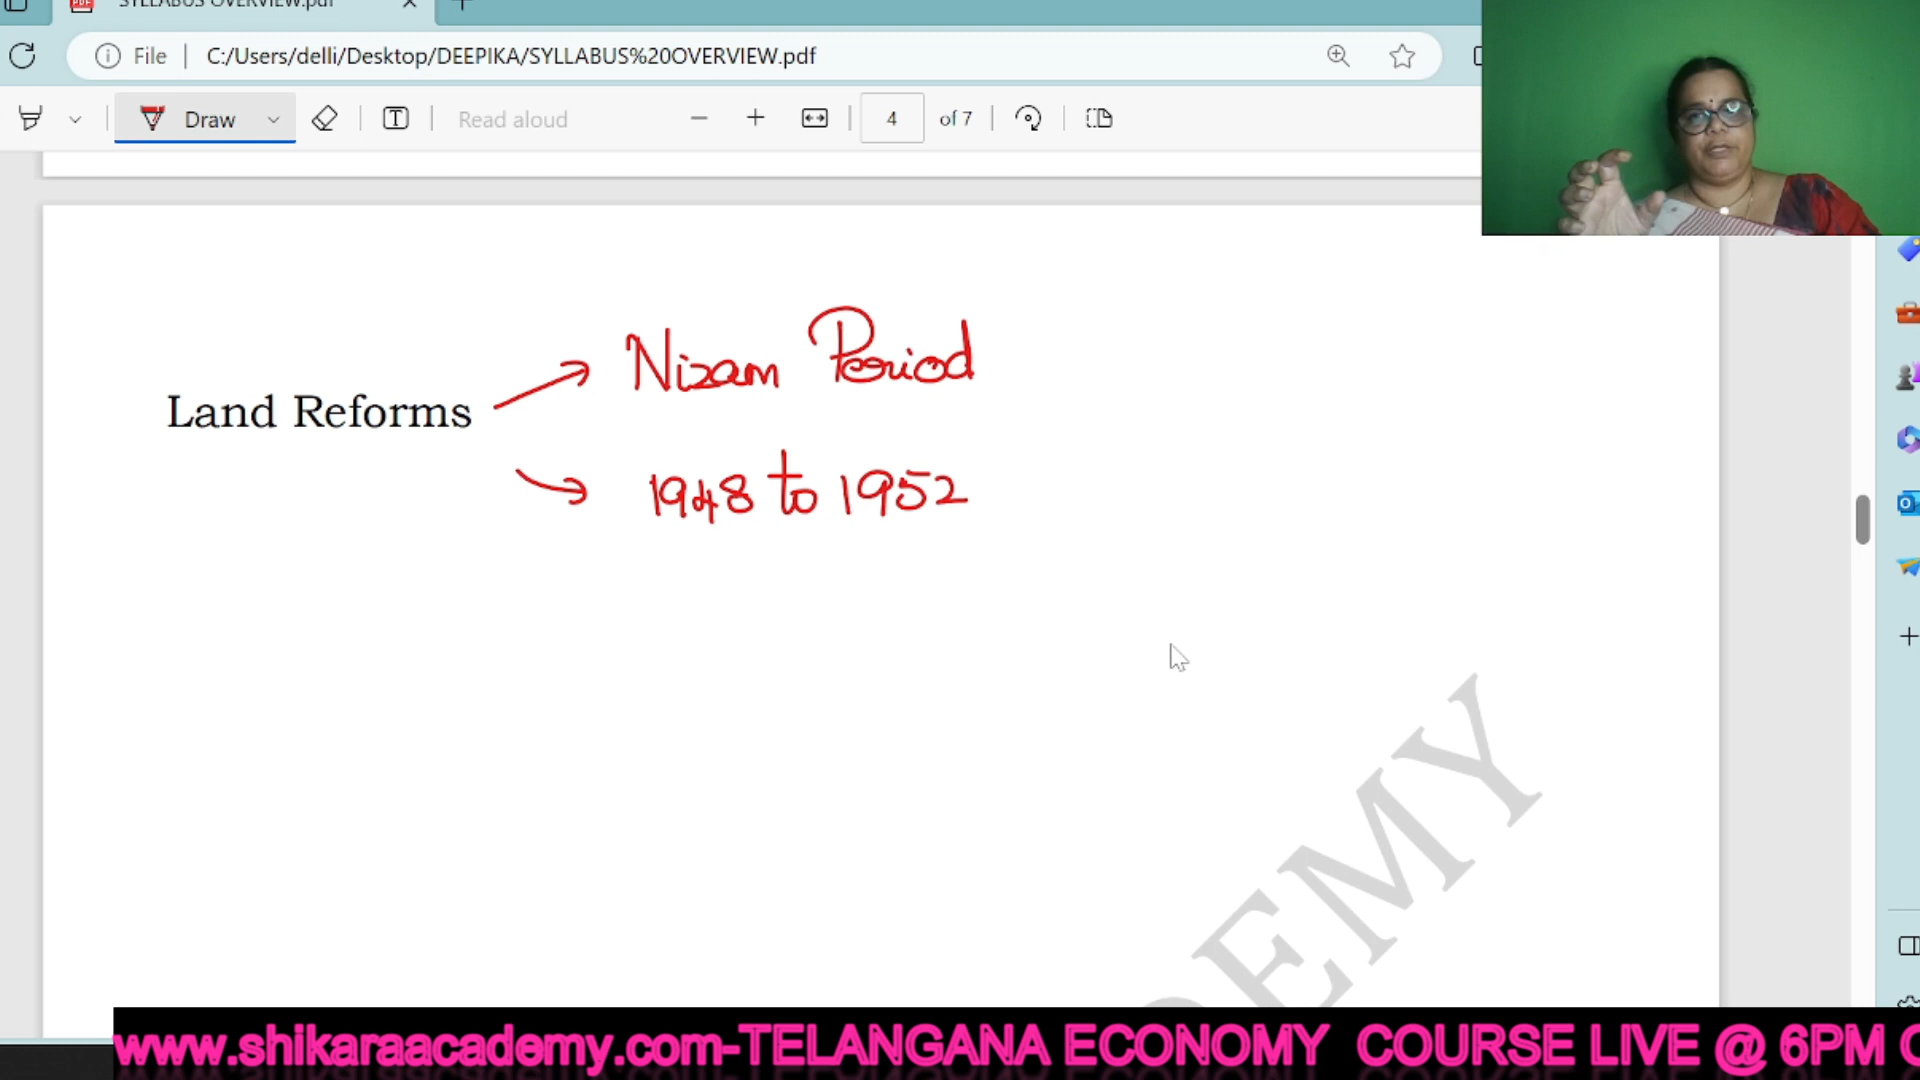 SYLLABUS OVERVIEW.pdf
File C:/Users/delli/Desktop/DEEPIKA/SYLLABUS%20OVERVIEW.pdf
Draw Read aloud 4 of 7
Nizam Period
Land Reforms
1948 to 1952
DEMY
www.shikaraacademy.com-TELANGANA ECONOMY COURSE LIVE @ 6PM